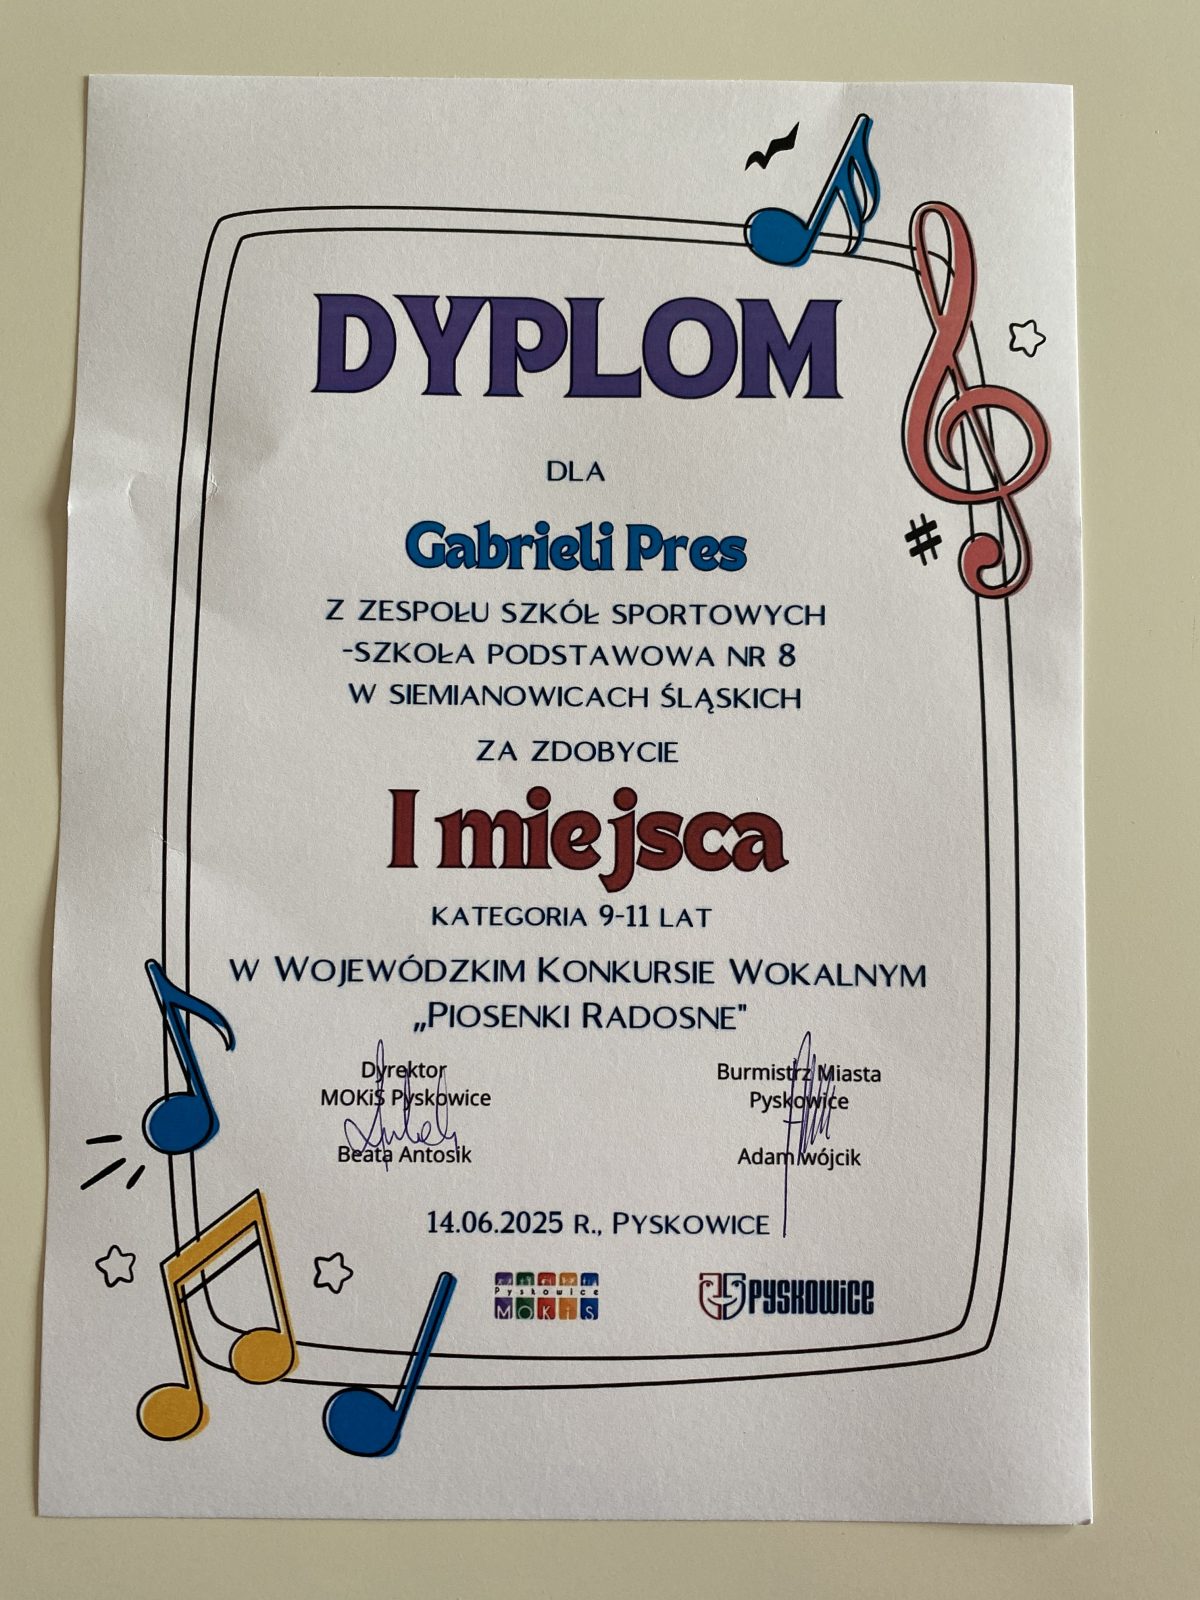 DYPLOM
DLA
Gabrieli Pres
Z ZESPOŁU SZKÓŁ SPORTOWYCH
-SZKOŁA PODSTAWOWA NR 8
W SIEMIANOWICACH ŚLĄSKICH
ZA ZDOBYCIE
I miejsca
KATEGORIA 9-11 LAT
W WOJEWÓDZKIM KONKURSIE WOKALNYM
„PIOSENKI RADOSNE"
Dyrektor
MOKiS Pyskowice
Beata Antosik
Burmistrz Miasta
Pyskowice
Adam wójcik
14.06.2025 R., PYSKOWICE
Pyskowice
MOKiS
PYSKOWICE